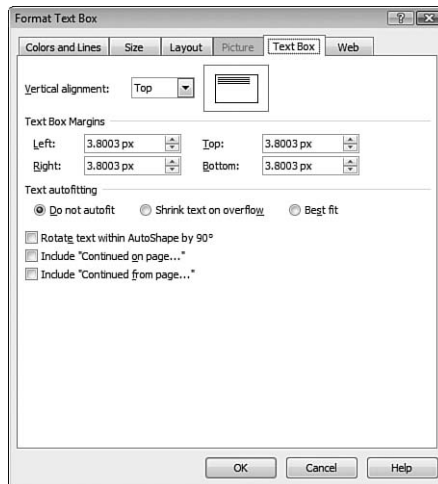 Format Text Box
Colors and Lines Size Layout Picture Text Box Web
Vertical alignment: Top
Text Box Margins
Left: 3.8003 px Top: 3.8003 px
Right: 3.8003 px Bottom: 3.8003 px
Text autofitting
Do not autofit Shrink text on overflow Best fit
Rotate text within AutoShape by 90°
Include "Continued on page..."
Include "Continued from page..."
OK Cancel Help